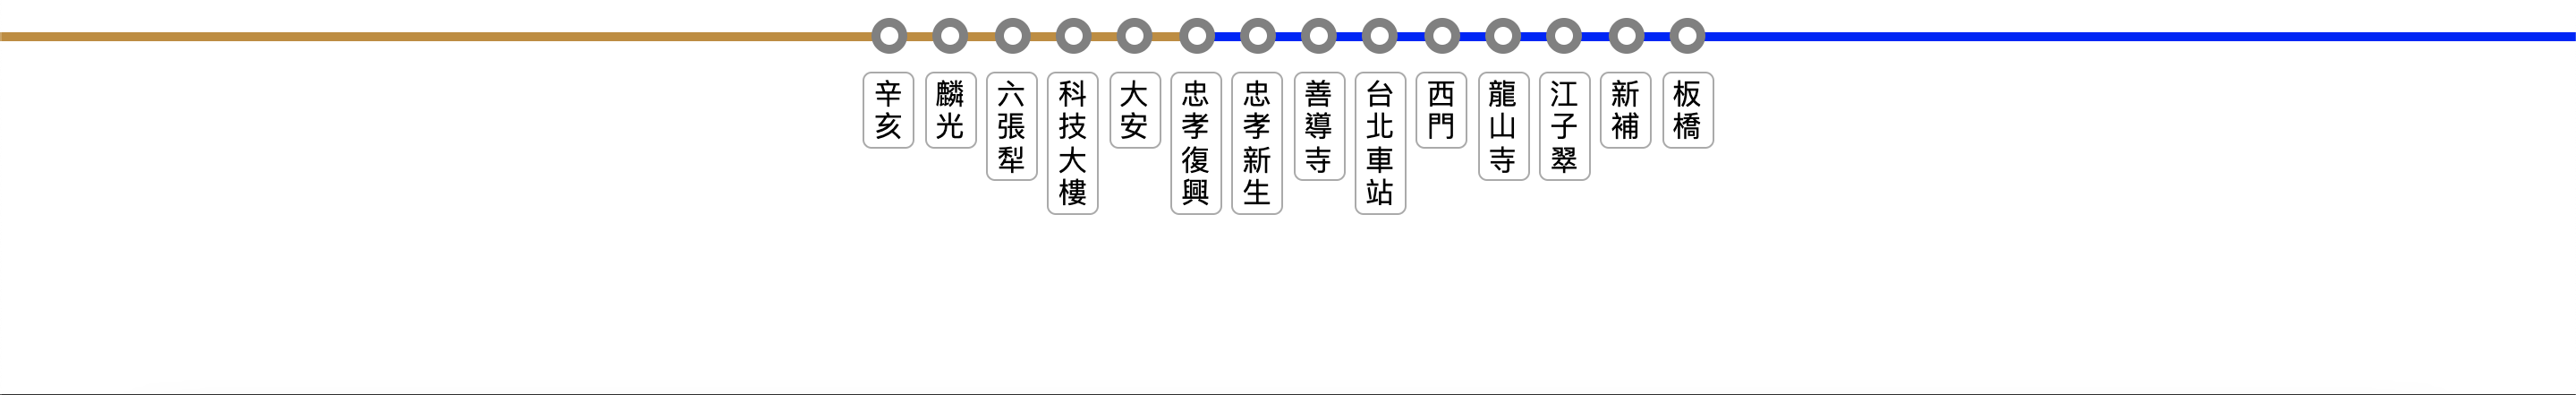 辛亥
麟光
六張犁
科技大樓
大安
忠孝復興
忠孝新生
善導寺
台北車站
西門
龍山寺
江子翠
新補
板橋